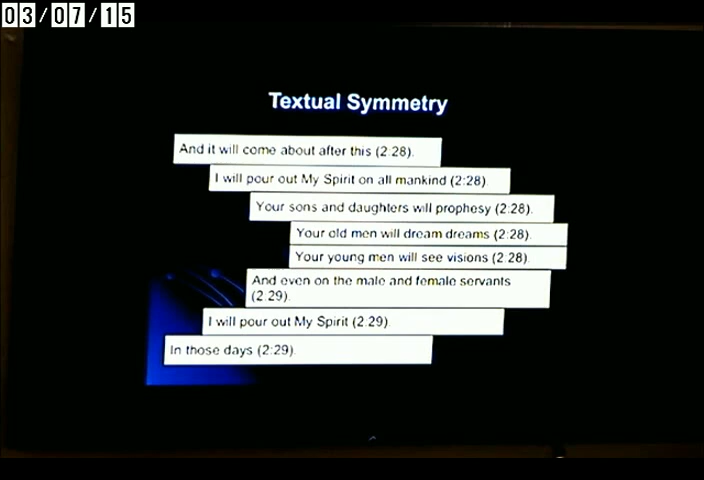 03/07/15
Textual Symmetry
And it will come about after this (2:28).
I will pour out My Spirit on all mankind (2:28)
Your sons and daughters will prophesy (2:28).
Your old men will dream dreams (2:28)
Your young men will see visions (2:28).
And even on the male and female servants
(2:29).
I will pour out My Spirit (2:29)
In those days (2:29).